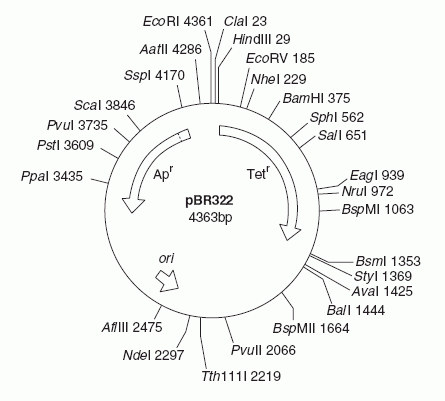 EcoRI 4361
ClaI 23
HindIII 29
AatII 4286
EcoRV 185
SspI 4170
NheI 229
BamHI 375
ScaI 3846
SphI 562
PvuI 3735
SalI 651
PstI 3609
PpaI 3435
Apʳ
Tetʳ
EagI 939
NruI 972
pBR322
4363bp
BspMI 1063
ori
BsmI 1353
StyI 1369
AvaI 1425
BalI 1444
AflIII 2475
BspMII 1664
NdeI 2297
PvuII 2066
Tth111I 2219